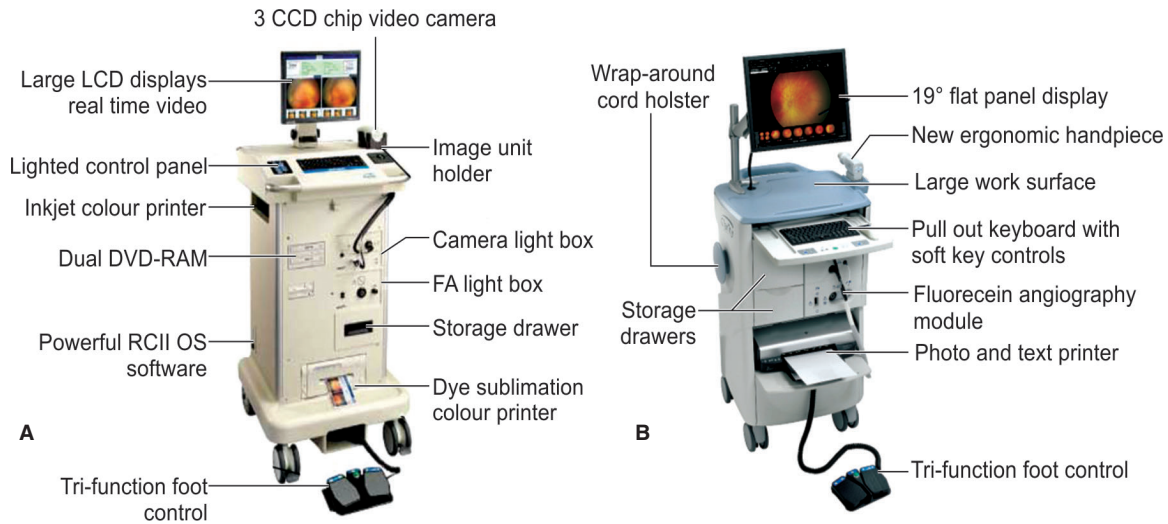 3 CCD chip video camera
Large LCD displays
real time video
Lighted control panel
Inkjet colour printer
Dual DVD-RAM
Powerful RCII OS
software
Image unit
holder
Camera light box
FA light box
Storage drawer
Dye sublimation
colour printer
A
Tri-function foot
control
Wrap-around
cord holster
19° flat panel display
New ergonomic handpiece
Large work surface
Pull out keyboard with
soft key controls
Storage
drawers
Fluorecein angiography
module
Photo and text printer
B
Tri-function foot control